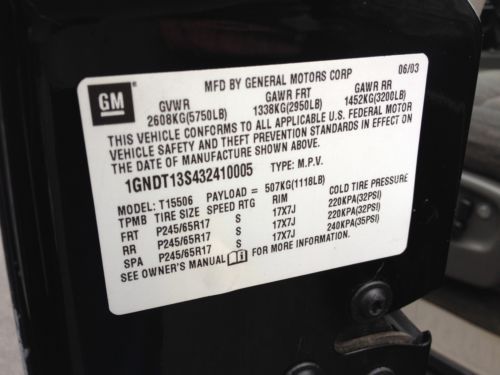 GM
MFD BY GENERAL MOTORS CORP 06/03
GVWR GAWR FRT GAWR RR
2608KG(5750LB) 1338KG(2950LB) 1452KG(3200LB)
THIS VEHICLE CONFORMS TO ALL APPLICABLE U.S. FEDERAL MOTOR
VEHICLE SAFETY AND THEFT PREVENTION STANDARDS IN EFFECT ON
THE DATE OF MANUFACTURE SHOWN ABOVE.
1GNDT13S432410005 TYPE: M.P.V.
MODEL: T15506 PAYLOAD = 507KG(1118LB)
TPMB TIRE SIZE SPEED RTG RIM COLD TIRE PRESSURE
FRT P245/65R17 S 17X7J 220KPA(32PSI)
RR P245/65R17 S 17X7J 220KPA(32PSI)
SPA P245/65R17 S 17X7J 240KPA(35PSI)
SEE OWNER'S MANUAL FOR MORE INFORMATION.